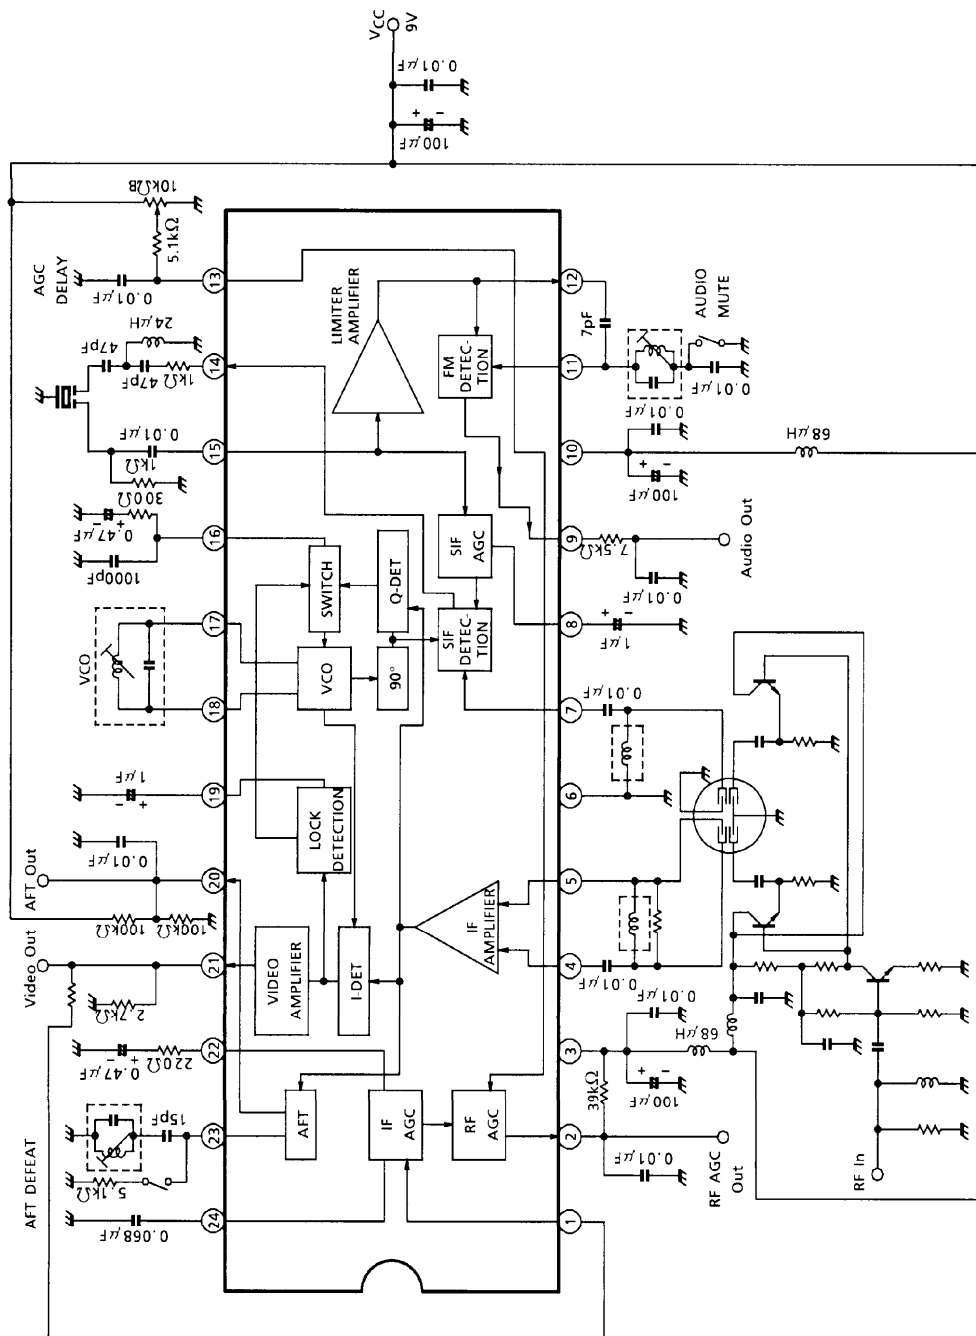 VCC
9V
0.01μF
100μF
+ -
10kΩB
5.1kΩ
AGC
DELAY
0.01μF
13
24μH
47pF
47pF
1kΩ
14
0.01μF
1kΩ
300Ω
15
0.47μF
- +
1000pF
16
VCO
17
18
1μF
- +
19
0.01μF
AFT Out
20
100kΩ
100kΩ
Video Out
21
2.7kΩ
0.47μF
- +
220Ω
22
15pF
23
AFT DEFEAT
5.1kΩ
0.068μF
24
LIMITER
AMPLIFIER
FM
DETEC-
TION
SIF
AGC
SWITCH
Q-DET
SIF
DETEC-
TION
VCO
90°
LOCK
DETECTION
VIDEO
AMPLIFIER
I-DET
IF
AMPLIFIER
AFT
IF
AGC
RF
AGC
12
7pF
11
AUDIO
MUTE
0.01μF
10
0.01μF
100μF
+ -
68μH
9
7.5kΩ
0.01μF
Audio Out
8
1μF
+ -
7
0.01μF
6
5
4
0.01μF
3
0.01μF
68μH
100μF
+ -
39kΩ
2
0.01μF
RF AGC
Out
RF In
1